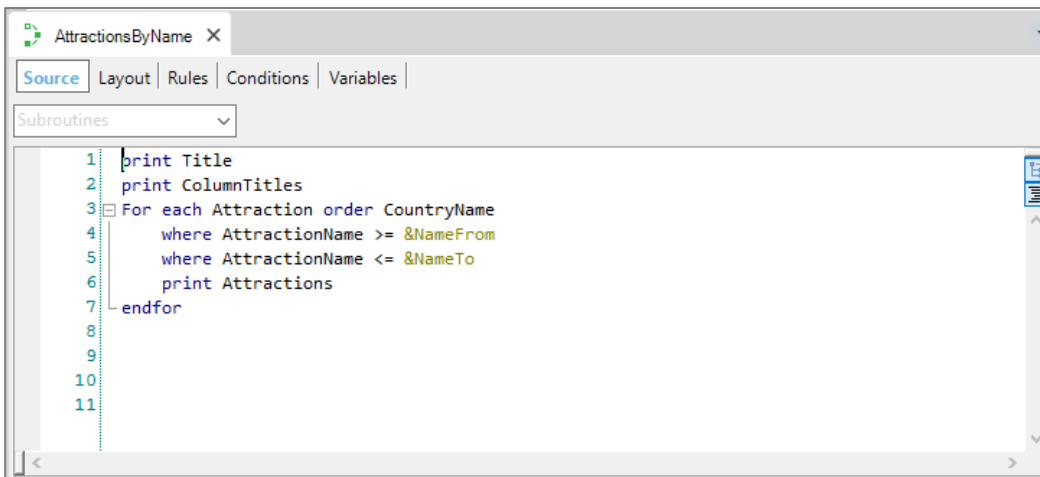 AttractionsByName
Source Layout Rules Conditions Variables
Subroutines
1 print Title
2 print ColumnTitles
3 For each Attraction order CountryName
4 where AttractionName >= &NameFrom
5 where AttractionName <= &NameTo
6 print Attractions
7 endfor
8
9
10
11